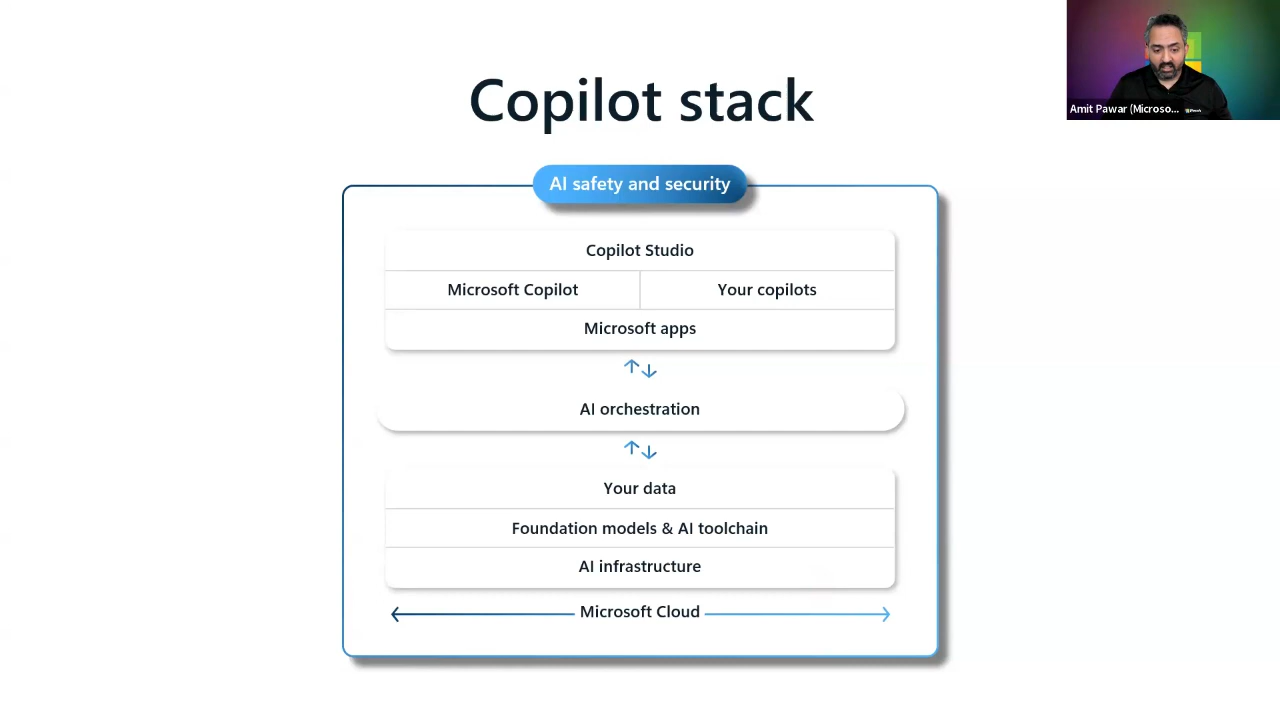 Copilot stack
Amit Pawar (Microso...
AI safety and security
Copilot Studio
Microsoft Copilot
Your copilots
Microsoft apps
AI orchestration
Your data
Foundation models & AI toolchain
AI infrastructure
Microsoft Cloud